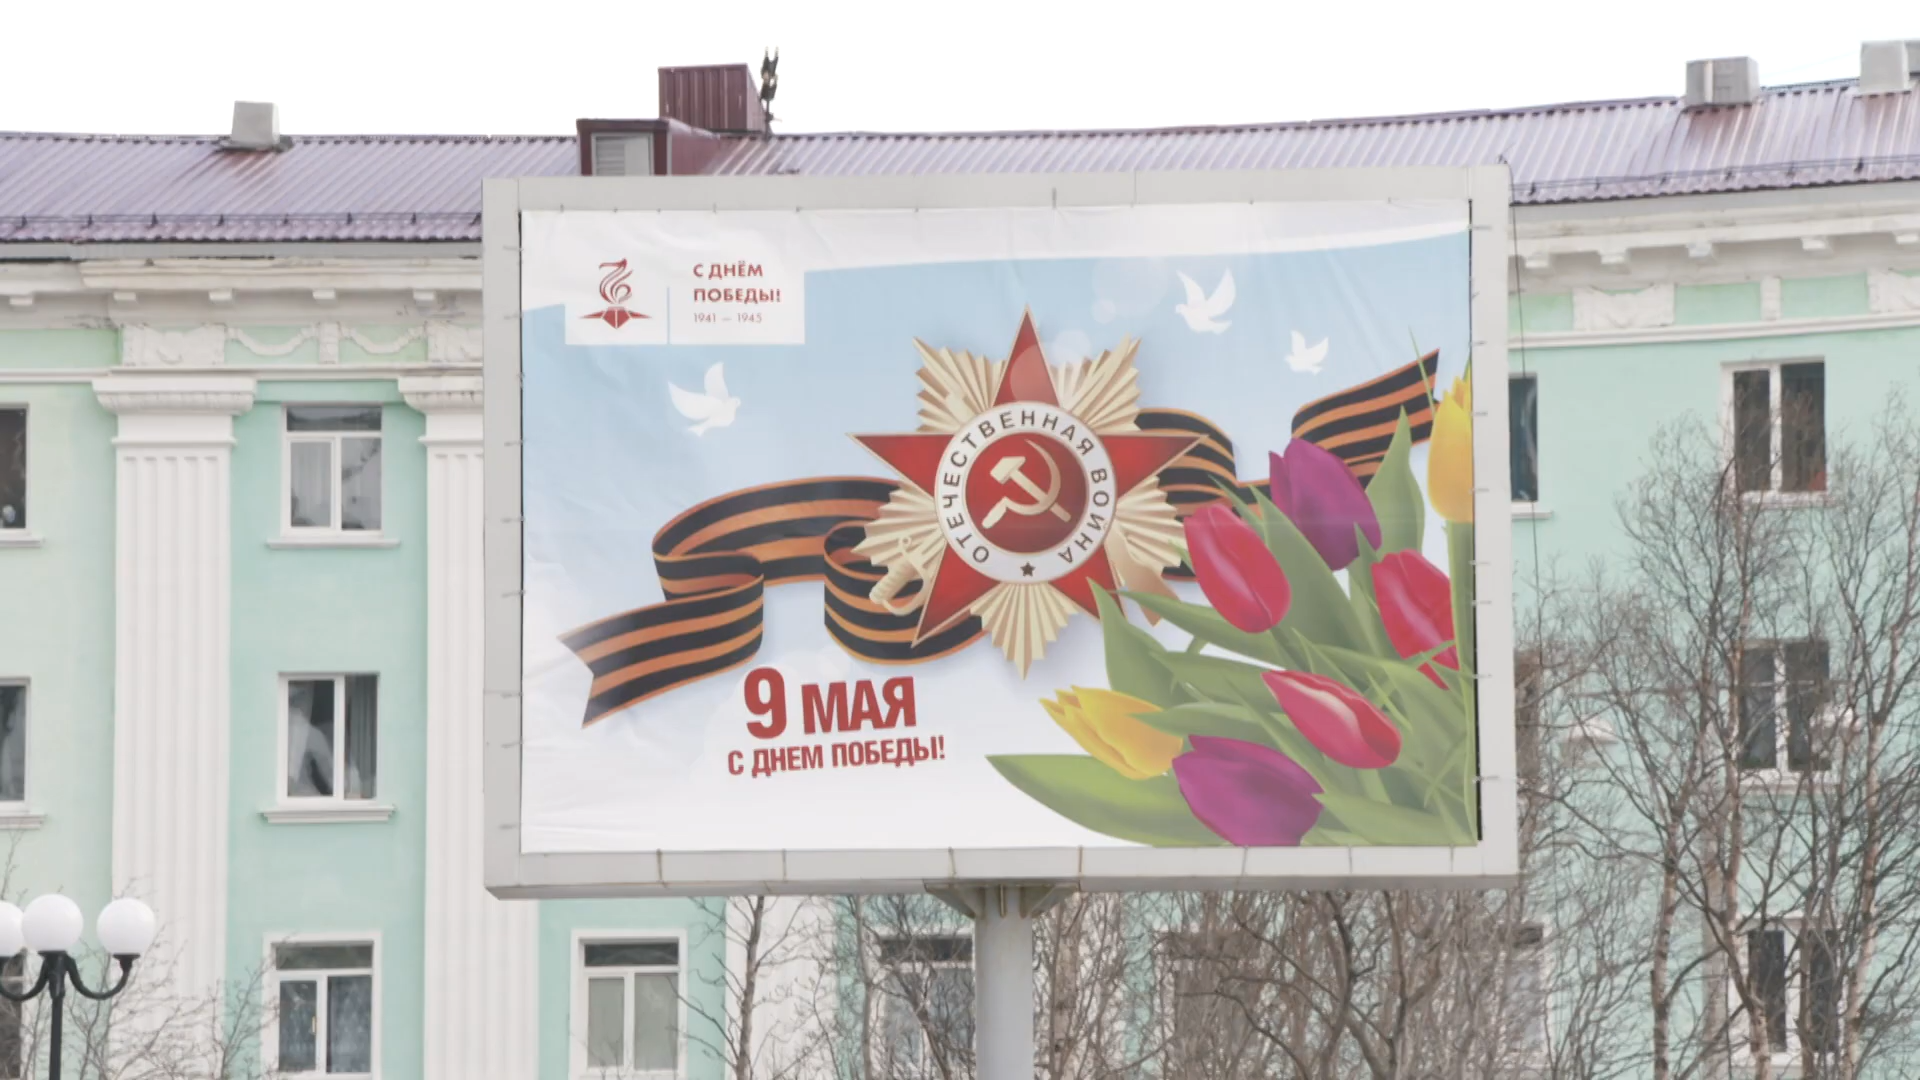 С ДНЁМ
ПОБЕДЫ!
1941 — 1945
ОТЕЧЕСТВЕННАЯ ВОЙНА
9 МАЯ
С ДНЕМ ПОБЕДЫ!